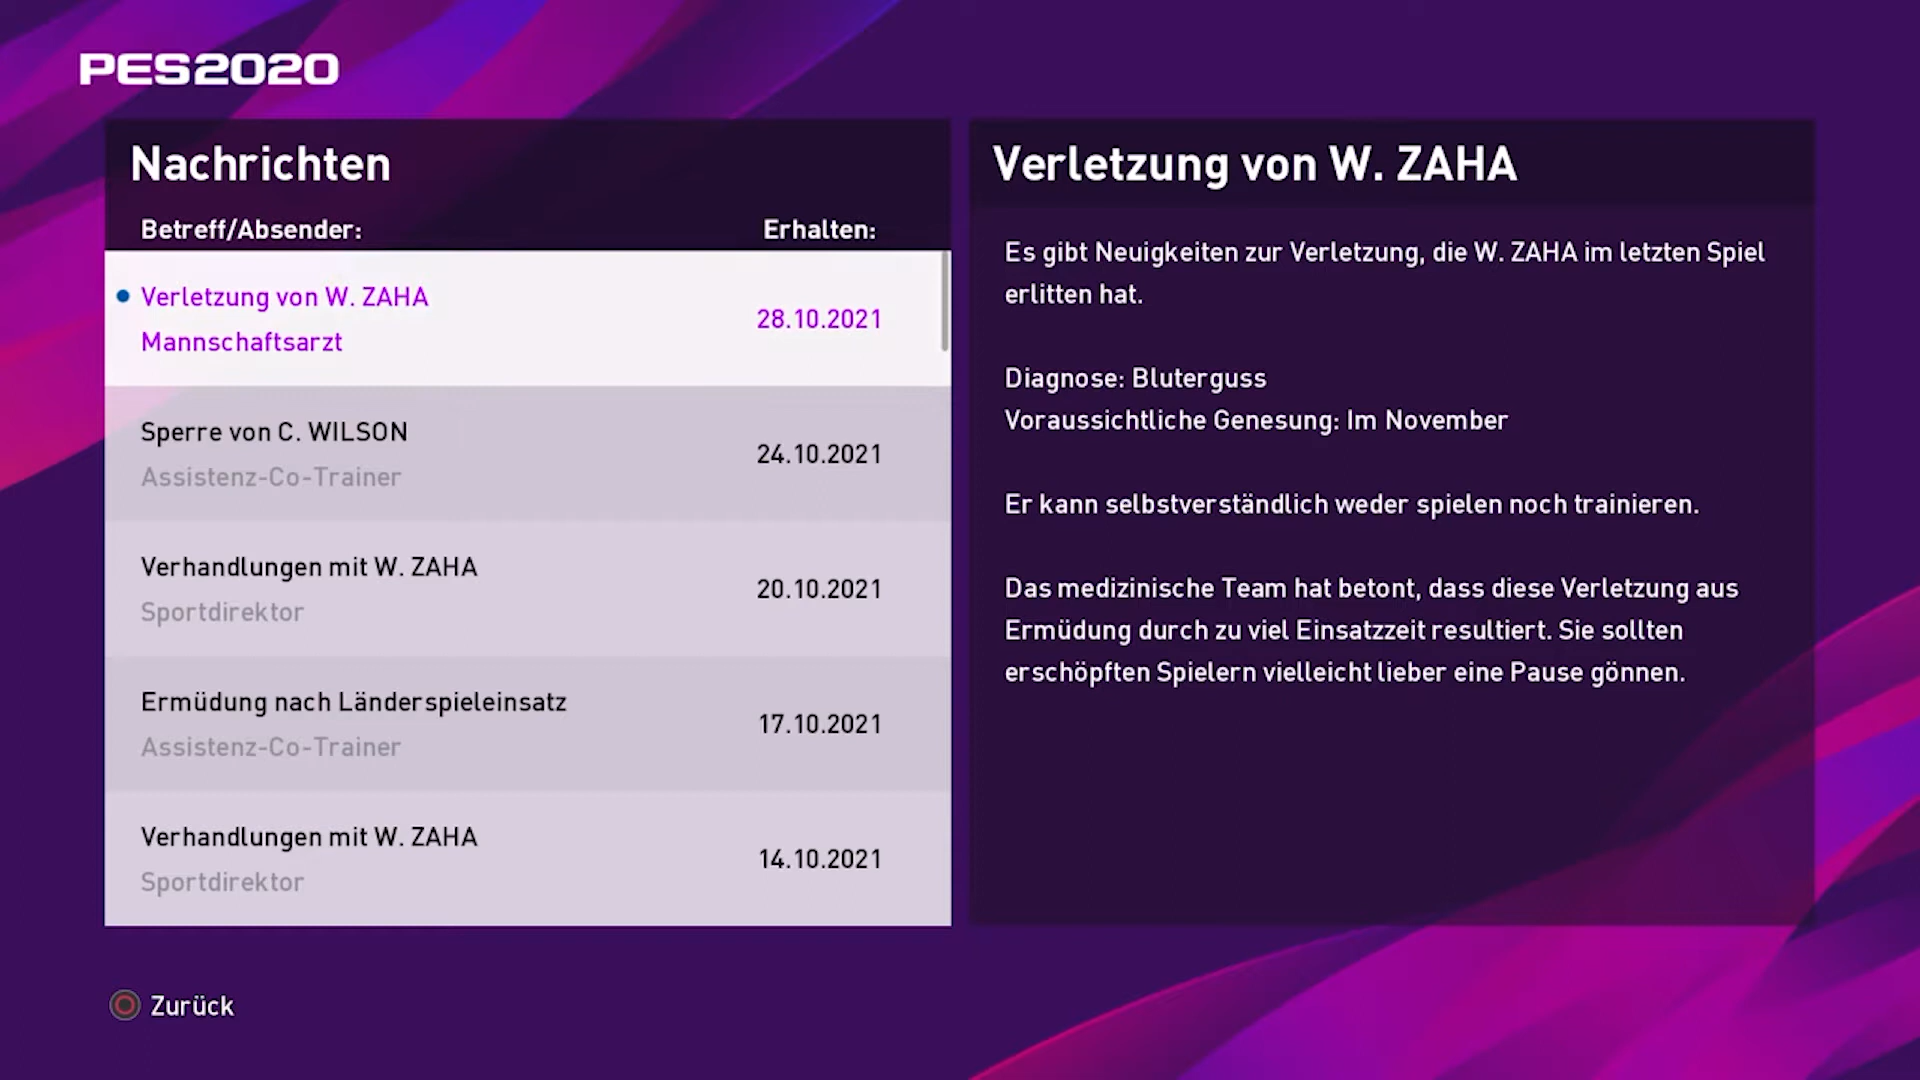 PES2020
Nachrichten
Betreff/Absender: Erhalten:
Verletzung von W. ZAHA
Mannschaftsarzt
28.10.2021
Sperre von C. WILSON
Assistenz-Co-Trainer
24.10.2021
Verhandlungen mit W. ZAHA
Sportdirektor
20.10.2021
Ermüdung nach Länderspieleinsatz
Assistenz-Co-Trainer
17.10.2021
Verhandlungen mit W. ZAHA
Sportdirektor
14.10.2021
Verletzung von W. ZAHA
Es gibt Neuigkeiten zur Verletzung, die W. ZAHA im letzten Spiel
erlitten hat.
Diagnose: Bluterguss
Voraussichtliche Genesung: Im November
Er kann selbstverständlich weder spielen noch trainieren.
Das medizinische Team hat betont, dass diese Verletzung aus
Ermüdung durch zu viel Einsatzzeit resultiert. Sie sollten
erschöpften Spielern vielleicht lieber eine Pause gönnen.
Zurück